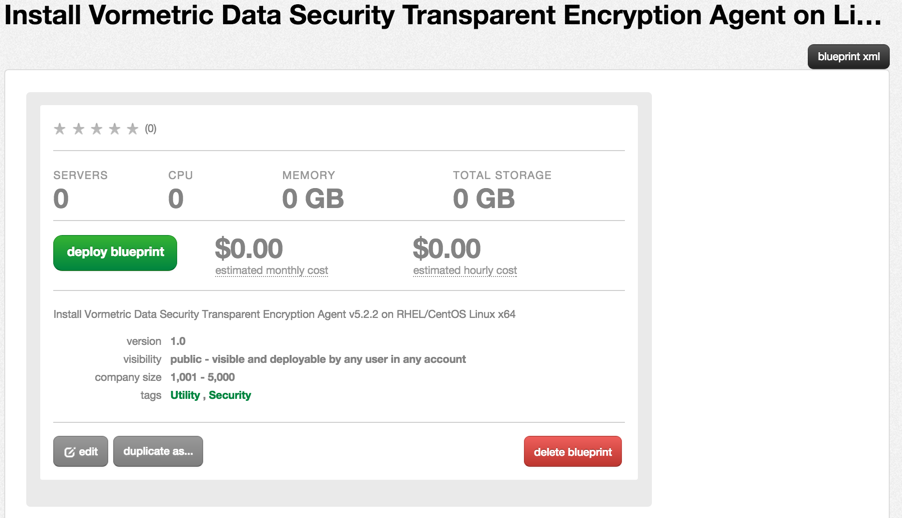 Install Vormetric Data Security Transparent Encryption Agent on Li...
blueprint xml
(0)
SERVERS CPU MEMORY TOTAL STORAGE
0 0 0 GB 0 GB
deploy blueprint $0.00 $0.00
estimated monthly cost estimated hourly cost
Install Vormetric Data Security Transparent Encryption Agent v5.2.2 on RHEL/CentOS Linux x64
version 1.0
visibility public - visible and deployable by any user in any account
company size 1,001 - 5,000
tags Utility , Security
edit duplicate as... delete blueprint